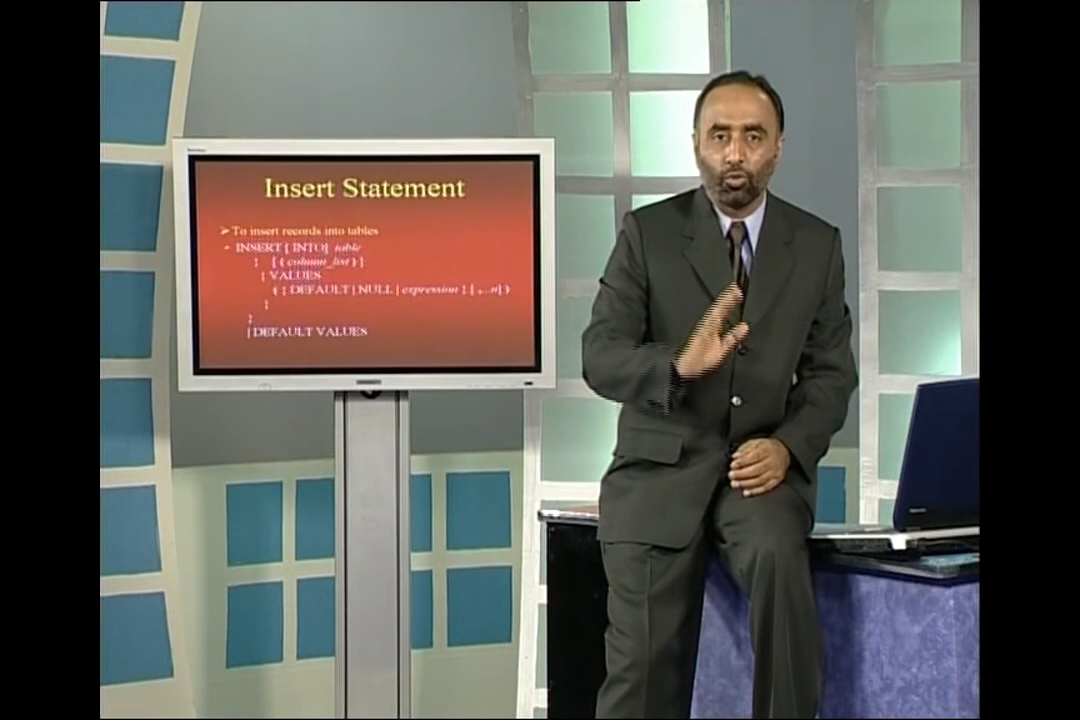 Insert Statement
➢To insert records into tables
- INSERT [ INTO] table
{ [ ( column_list ) ]
{ VALUES
( { DEFAULT | NULL | expression } [ ,...n] )
}
}
| DEFAULT VALUES